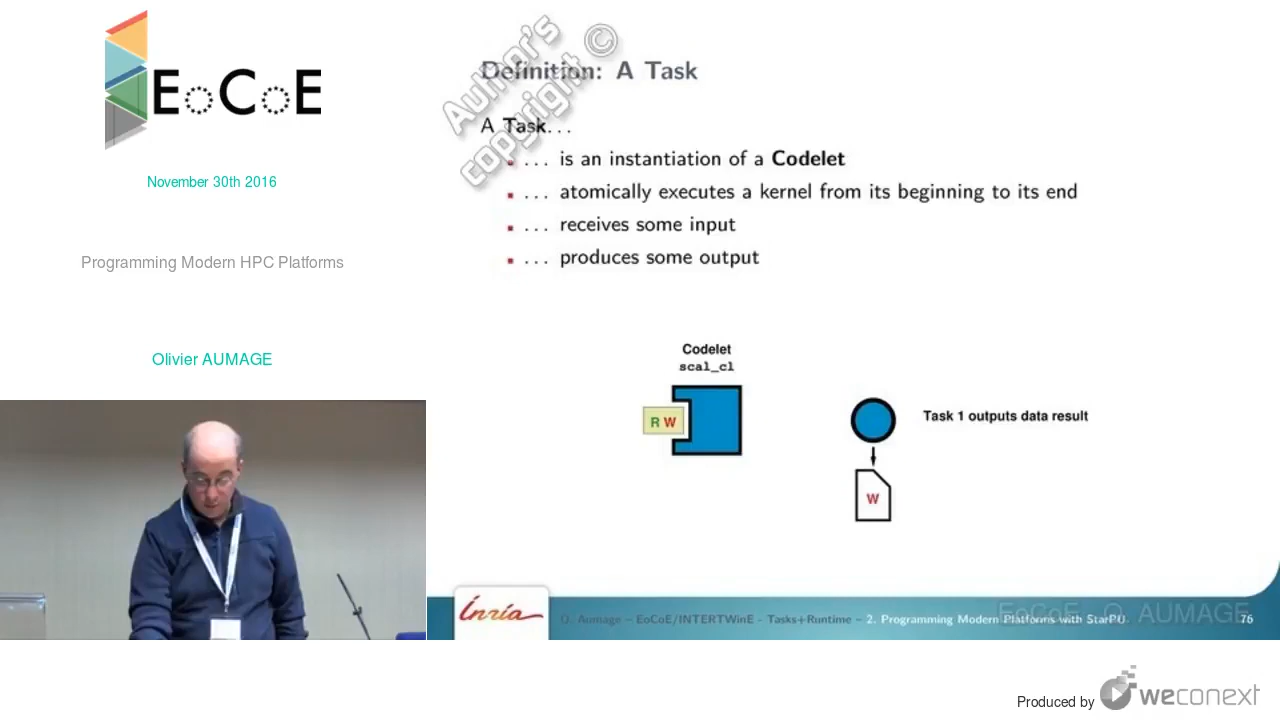 EoCoE
November 30th 2016
Programming Modern HPC Platforms
Olivier AUMAGE
Author's
copyright ©
Definition: A Task
A Task...
... is an instantiation of a Codelet
... atomically executes a kernel from its beginning to its end
... receives some input
... produces some output
Codelet
scal_cl
R W
Task 1 outputs data result
W
Inria
O. Aumage – EoCoE/INTERTWinE - Tasks+Runtime – 2. Programming Modern Platforms with StarPU
EoCoE _ O. AUMAGE
76
Produced by weconext